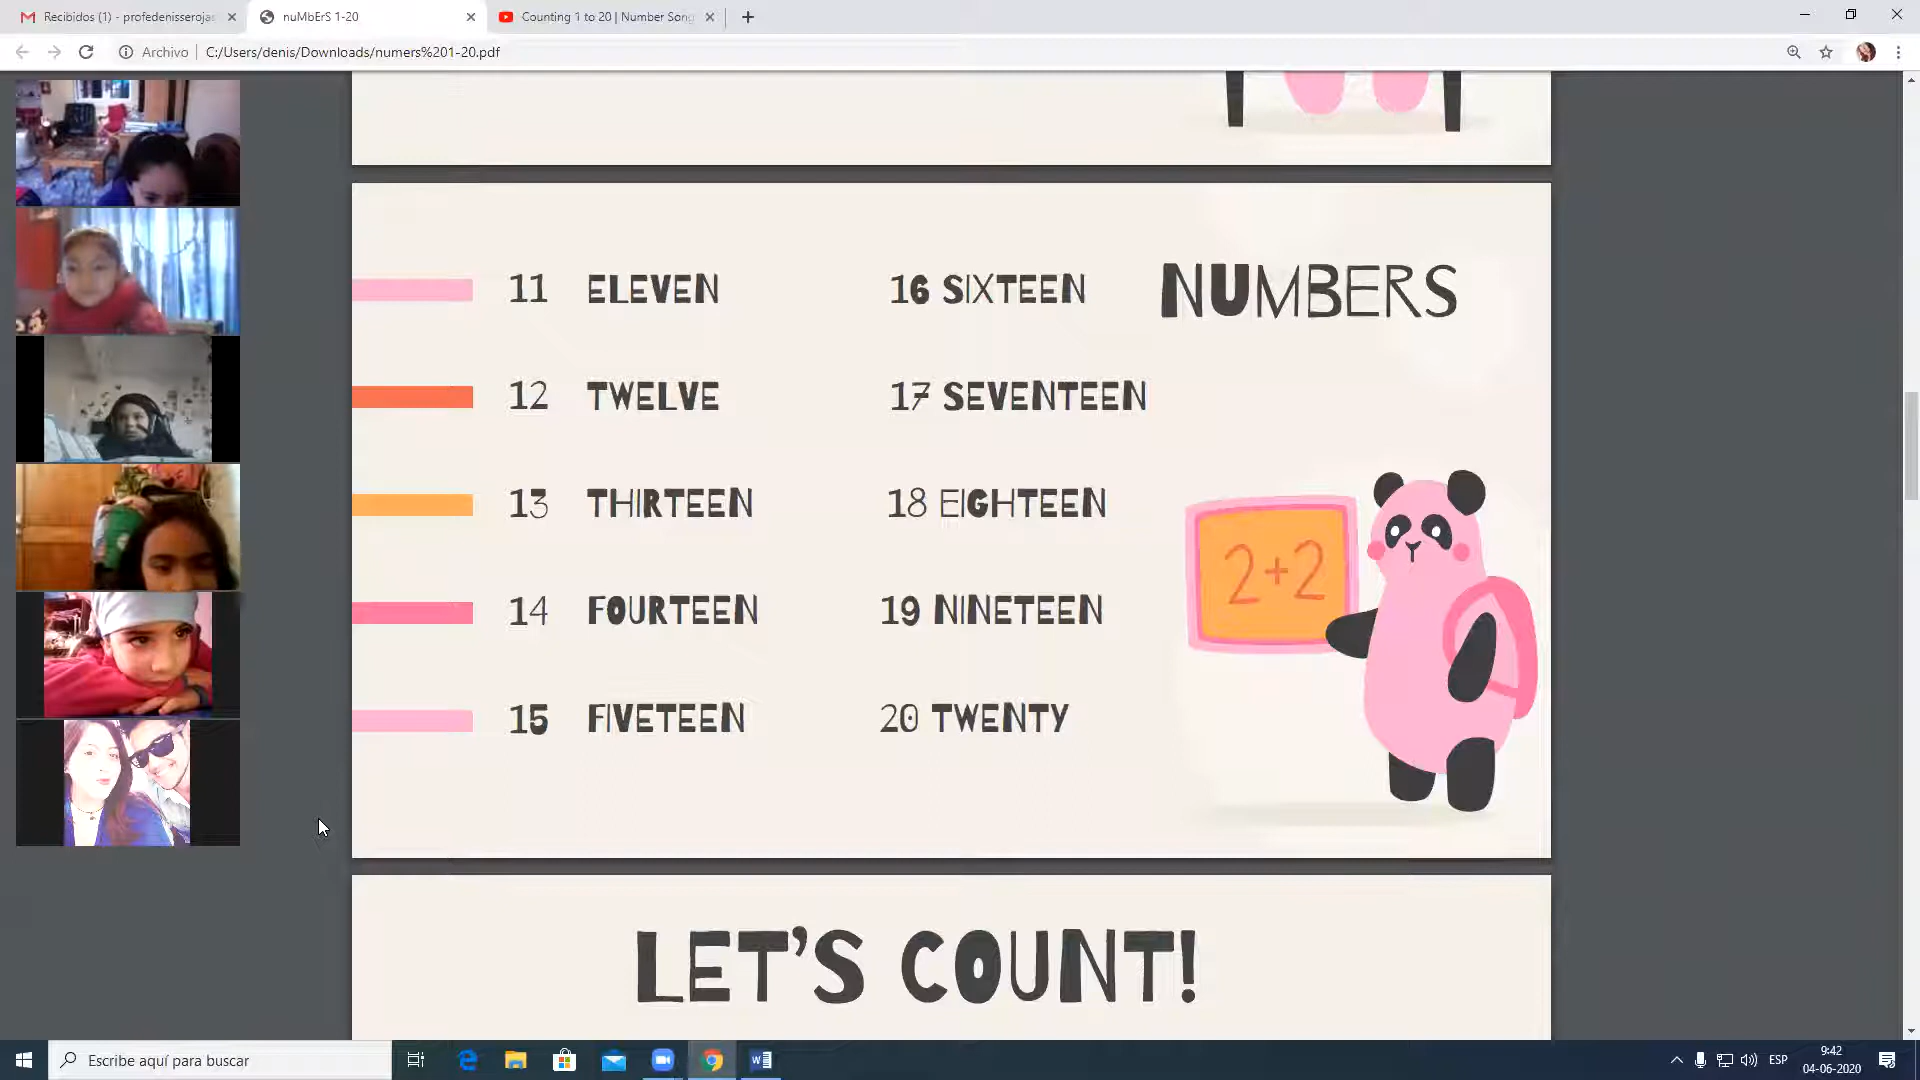 Recibidos (1) - profedenisseroja
nuMbErS 1-20
Counting 1 to 20 | Number Song
Archivo
C:/Users/denis/Downloads/numers%201-20.pdf
NUMBERS
11 ELEVEN
16 SIXTEEN
12 TWELVE
17 SEVENTEEN
13 THIRTEEN
18 EIGHTEEN
14 FOURTEEN
19 NINETEEN
15 FIVETEEN
20 TWENTY
2+2
LET'S COUNT!
Escribe aquí para buscar
ESP
9:42
04-06-2020